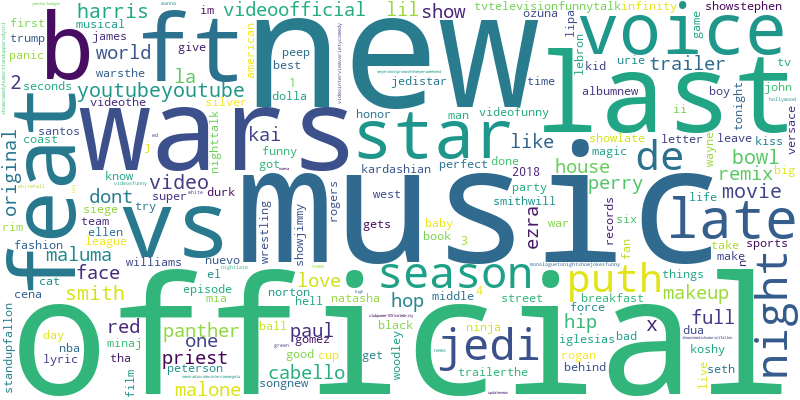 harris videoofficial lil show tvtelevisionfunnytalk infinity showstephen
first musical im ozuna
b ft new voice
trump james give american lipa lebron game
panic world peep kid urie trailer tv
2 seconds la best
youtubeyoutube 1 jedistar time albumnew boy john
warsthe dolla tonight hollywood
feat wars star last
videothe silver honor man videofunny ii versace
santos j kai like magic letter leave kiss
original coast nighttalk funny showlate wayne
know got perfect done house de bowl big
dont video kardashian 2018 perry remix
siege super durk west party movie
try smithwill life
team vs music late
rim ellen wrestling showjimmy rogers gets baby ezra war records six
fashion league book fan take sports
maluma williams nuevo 3 make
face el season puth n night
cat episode love natasha things
cena smith mia norton hell hop middle 4 street breakfast makeup
official
standupfallon day red panther ball paul black jedi ninja hip force x full
nba minaj one gomez cup iglesias dua
lyric tha priest good get woodley rogan bad koshy
film peterson cabello trailerthe behind live seth
malone songnew